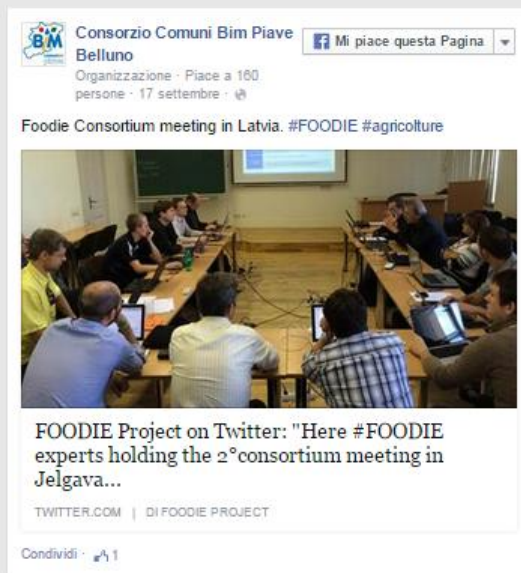 BIM
Consorzio Comuni Bim Piave
Belluno
Mi piace questa Pagina
Organizzazione · Piace a 160
persone · 17 settembre ·
Foodie Consortium meeting in Latvia. #FOODIE #agricolture
FOODIE Project on Twitter: "Here #FOODIE
experts holding the 2°consortium meeting in
Jelgava...
TWITTER.COM | DI FOODIE PROJECT
Condividi · 1